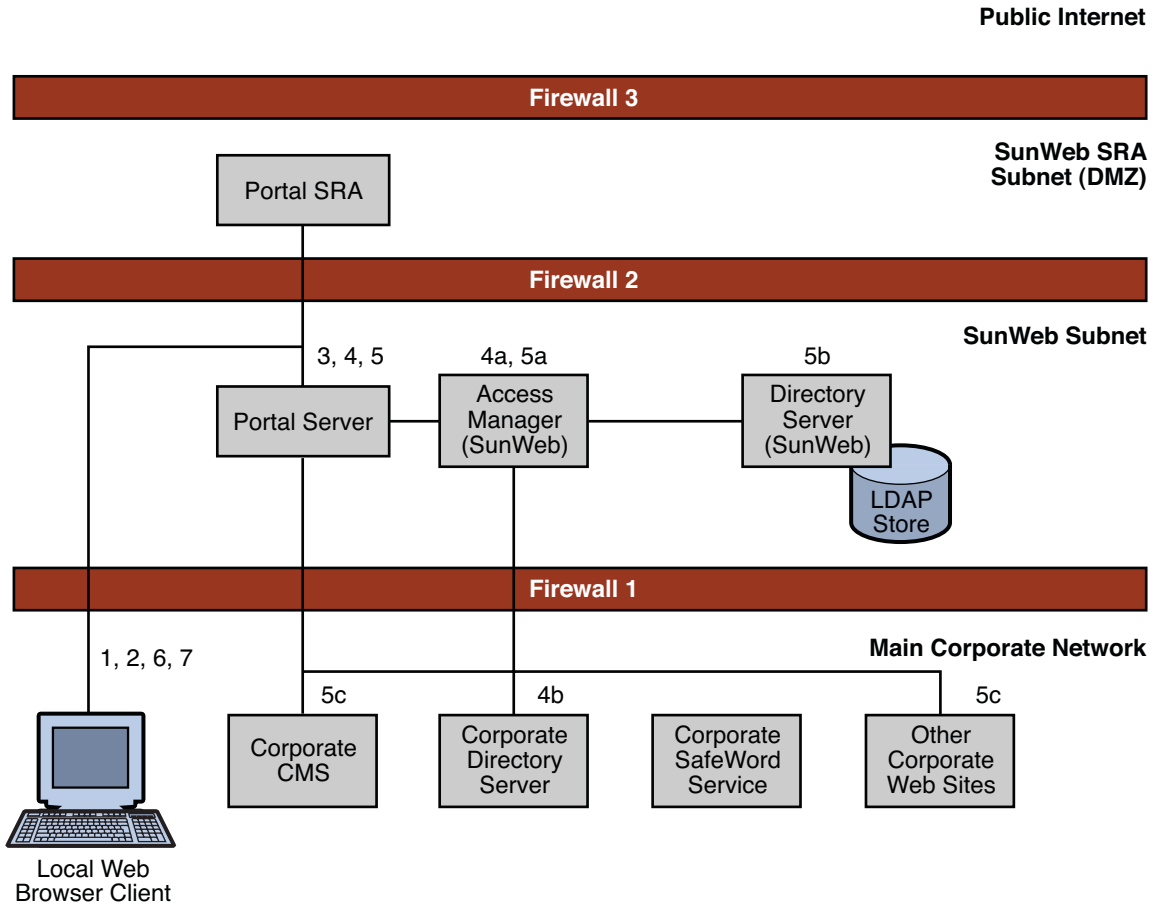 Public Internet
Firewall 3
SunWeb SRA
Subnet (DMZ)
Portal SRA
Firewall 2
SunWeb Subnet
3, 4, 5
4a, 5a
5b
Portal Server
Access
Manager
(SunWeb)
Directory
Server
(SunWeb)
LDAP
Store
Firewall 1
Main Corporate Network
1, 2, 6, 7
5c
4b
5c
Corporate
CMS
Corporate
Directory
Server
Corporate
SafeWord
Service
Other
Corporate
Web Sites
Local Web
Browser Client